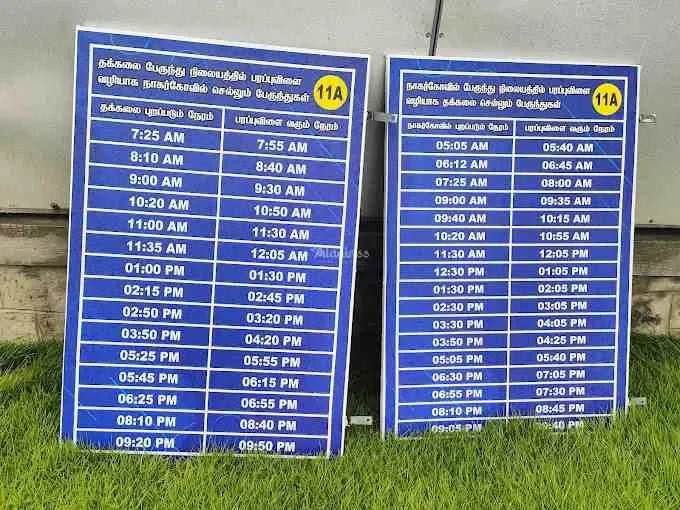 தக்கலை பேருந்து நிலையத்தில் பரப்புவிளை
வழியாக நாகர்கோவில் செல்லும் பேருந்துகள்
11A
தக்கலை புறப்படும் நேரம் பரப்புவிளை வரும் நேரம்
7:25 AM 7:55 AM
8:10 AM 8:40 AM
9:00 AM 9:30 AM
10:20 AM 10:50 AM
11:00 AM 11:30 AM
11:35 AM 12:05 AM
01:00 PM 01:30 PM
02:15 PM 02:45 PM
02:50 PM 03:20 PM
03:50 PM 04:20 PM
05:25 PM 05:55 PM
05:45 PM 06:15 PM
06:25 PM 06:55 PM
08:10 PM 08:40 PM
09:20 PM 09:50 PM
நாகர்கோவில் பேருந்து நிலையத்தில் பரப்புவிளை
வழியாக தக்கலை செல்லும் பேருந்துகள்
11A
நாகர்கோவில் புறப்படும் நேரம் பரப்புவிளை வரும் நேரம்
05:05 AM 05:40 AM
06:12 AM 06:45 AM
07:25 AM 08:00 AM
09:00 AM 09:35 AM
09:40 AM 10:15 AM
10:20 AM 10:55 AM
11:30 AM 12:05 PM
12:30 PM 01:05 PM
01:30 PM 02:05 PM
02:30 PM 03:05 PM
03:30 PM 04:05 PM
03:50 PM 04:25 PM
05:05 PM 05:40 PM
06:30 PM 07:05 PM
06:55 PM 07:30 PM
08:10 PM 08:45 PM
09:05 PM :40 PM